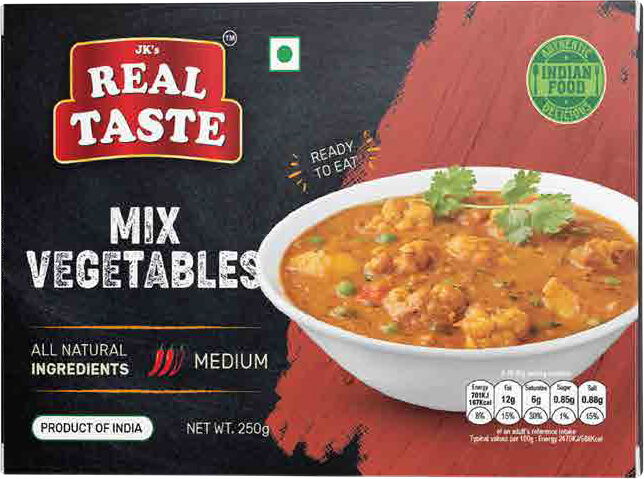 JK's
REAL
TASTE
TM
AUTHENTIC
INDIAN
FOOD
DELICIOUS
READY
TO EAT
MIX
VEGETABLES
ALL NATURAL
INGREDIENTS
MEDIUM
PRODUCT OF INDIA
NET WT. 250g
Energy Fat Saturates Sugar Salt
701KJ
167Kcal 12g 6g 0.85g 0.88g
8% 15% 30% 1% 15%
of an adult's reference intake
Typical values per 100g : Energy